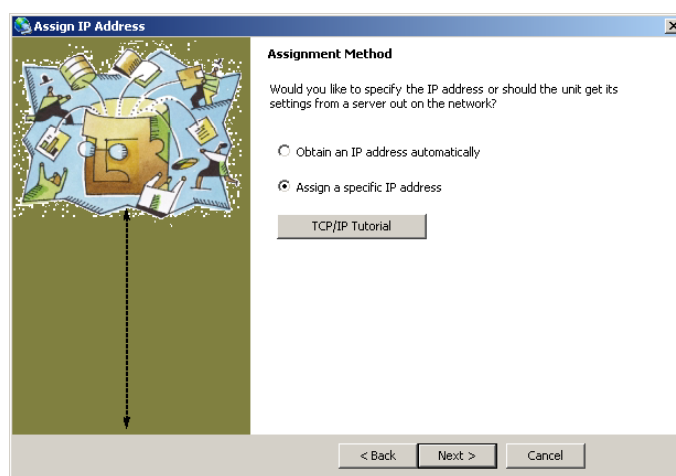 Assign IP Address
Assignment Method
Would you like to specify the IP address or should the unit get its
settings from a server out on the network?
Obtain an IP address automatically
Assign a specific IP address
TCP/IP Tutorial
< Back Next > Cancel